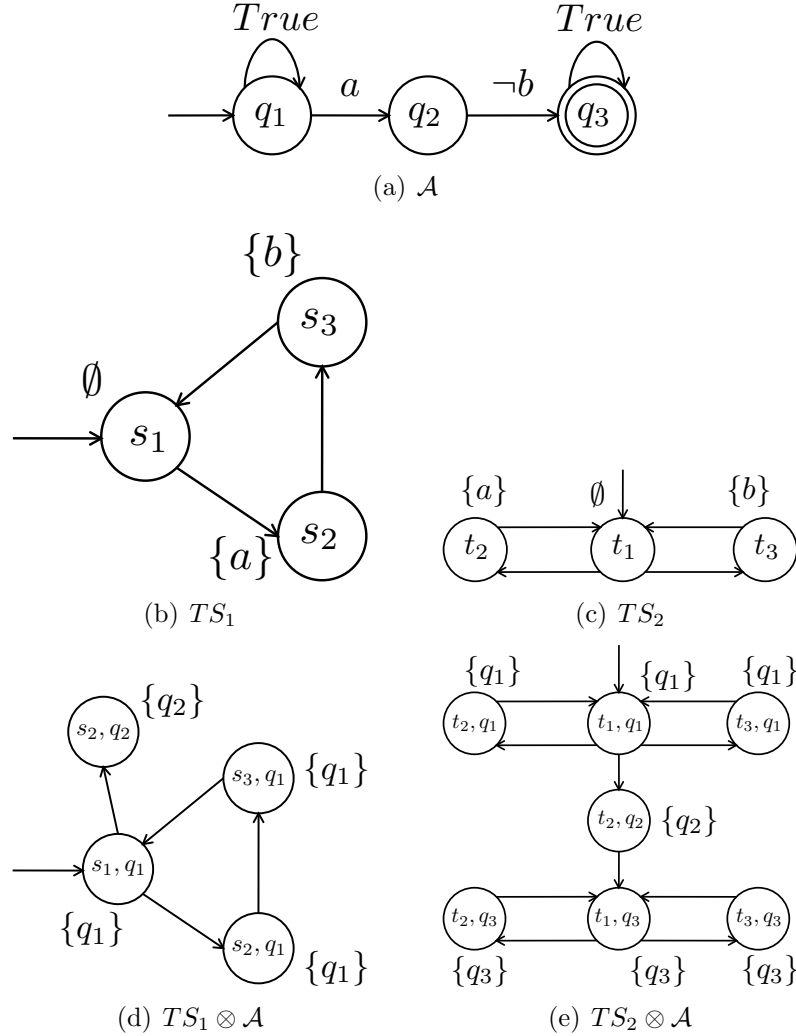 True True
a ¬b
q₁ q₂ q₃
(a) 𝒜
{b}
s₃
∅
s₁
s₂
{a}
(b) TS₁
{a} ∅ {b}
t₂ t₁ t₃
(c) TS₂
{q₂}
s₂, q₂
s₃, q₁ {q₁}
s₁, q₁
{q₁}
s₂, q₁
{q₁}
(d) TS₁ ⊗ 𝒜
{q₁} {q₁} {q₁}
t₂, q₁ t₁, q₁ t₃, q₁
t₂, q₂ {q₂}
t₂, q₃ t₁, q₃ t₃, q₃
{q₃} {q₃} {q₃}
(e) TS₂ ⊗ 𝒜